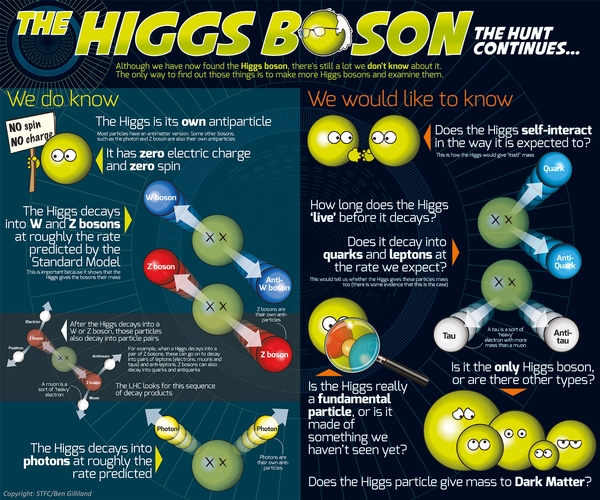 THE HIGGS BOSON THE HUNT
CONTINUES...
Although we have now found the Higgs boson, there's still a lot we don't know about it.
The only way to find out those things is to make more Higgs bosons and examine them.
We do know
NO spin
NO charge
The Higgs is its own antiparticle
Most particles have an antimatter version. Some other bosons,
such as the photon and Z boson are also their own antiparticles
It has zero electric charge
and zero spin
The Higgs decays
into W and Z bosons
at roughly the rate
predicted by the
Standard Model
This is important because it shows that the
Higgs gives the bosons their mass
W boson
Anti-
W boson
Z boson
Z boson
Z bosons are
their own anti-
particles
Electron
Positron
Z boson
Z boson
Antimuon
Muon
A muon is a
sort of 'heavy'
electron
After the Higgs decays into a
W or Z boson, those particles
also decay into particle pairs
For example, when a Higgs decays into a
pair of Z bosons, these can go on to decay
into pairs of leptons (electrons, muons and
taus) and anti-leptons. Z bosons can also
decay into quarks and antiquarks
The LHC looks for this sequence
of decay products
The Higgs decays into
photons at roughly the
rate predicted
Photon
Photon
Photons are
their own anti-
particles
Copyright: STFC/Ben Gilliland
We would like to know
Does the Higgs self-interact
in the way it is expected to?
This is how the Higgs would give 'itself' mass
How long does the Higgs
'live' before it decays?
Does it decay into
quarks and leptons at
the rate we expect?
This would tell us whether the Higgs gives these particles mass
too (there is some evidence that this is the case)
Quark
Anti-
Quark
Tau
Anti-
tau
A tau is a sort of
'heavy' electron with
more mass than a muon
Is the Higgs really
a fundamental
particle, or is it
made of
something we
haven't seen yet?
Is it the only Higgs boson,
or are there other types?
Does the Higgs particle give mass to Dark Matter?